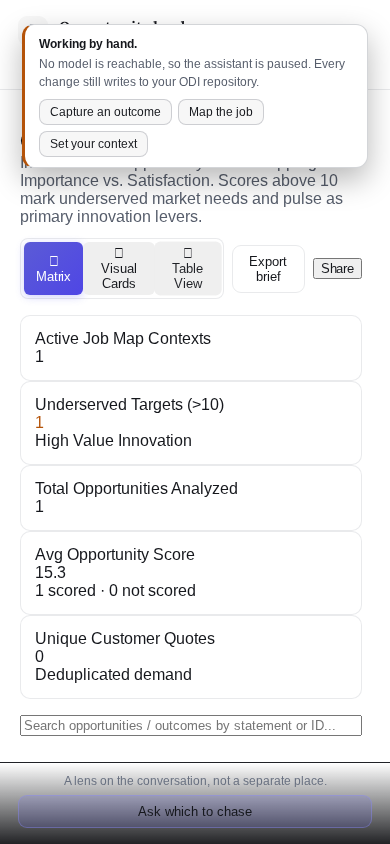 Working by hand.
No model is reachable, so the assistant is paused. Every
change still writes to your ODI repository.
Capture an outcome
Map the job
Set your context
Importance vs. Satisfaction. Scores above 10
mark underserved market needs and pulse as
primary innovation levers.
Matrix
Visual
Cards
Table
View
Export
brief
Share
Active Job Map Contexts
1
Underserved Targets (>10)
1
High Value Innovation
Total Opportunities Analyzed
1
Avg Opportunity Score
15.3
1 scored · 0 not scored
Unique Customer Quotes
0
Deduplicated demand
Search opportunities / outcomes by statement or ID...
A lens on the conversation, not a separate place.
Ask which to chase